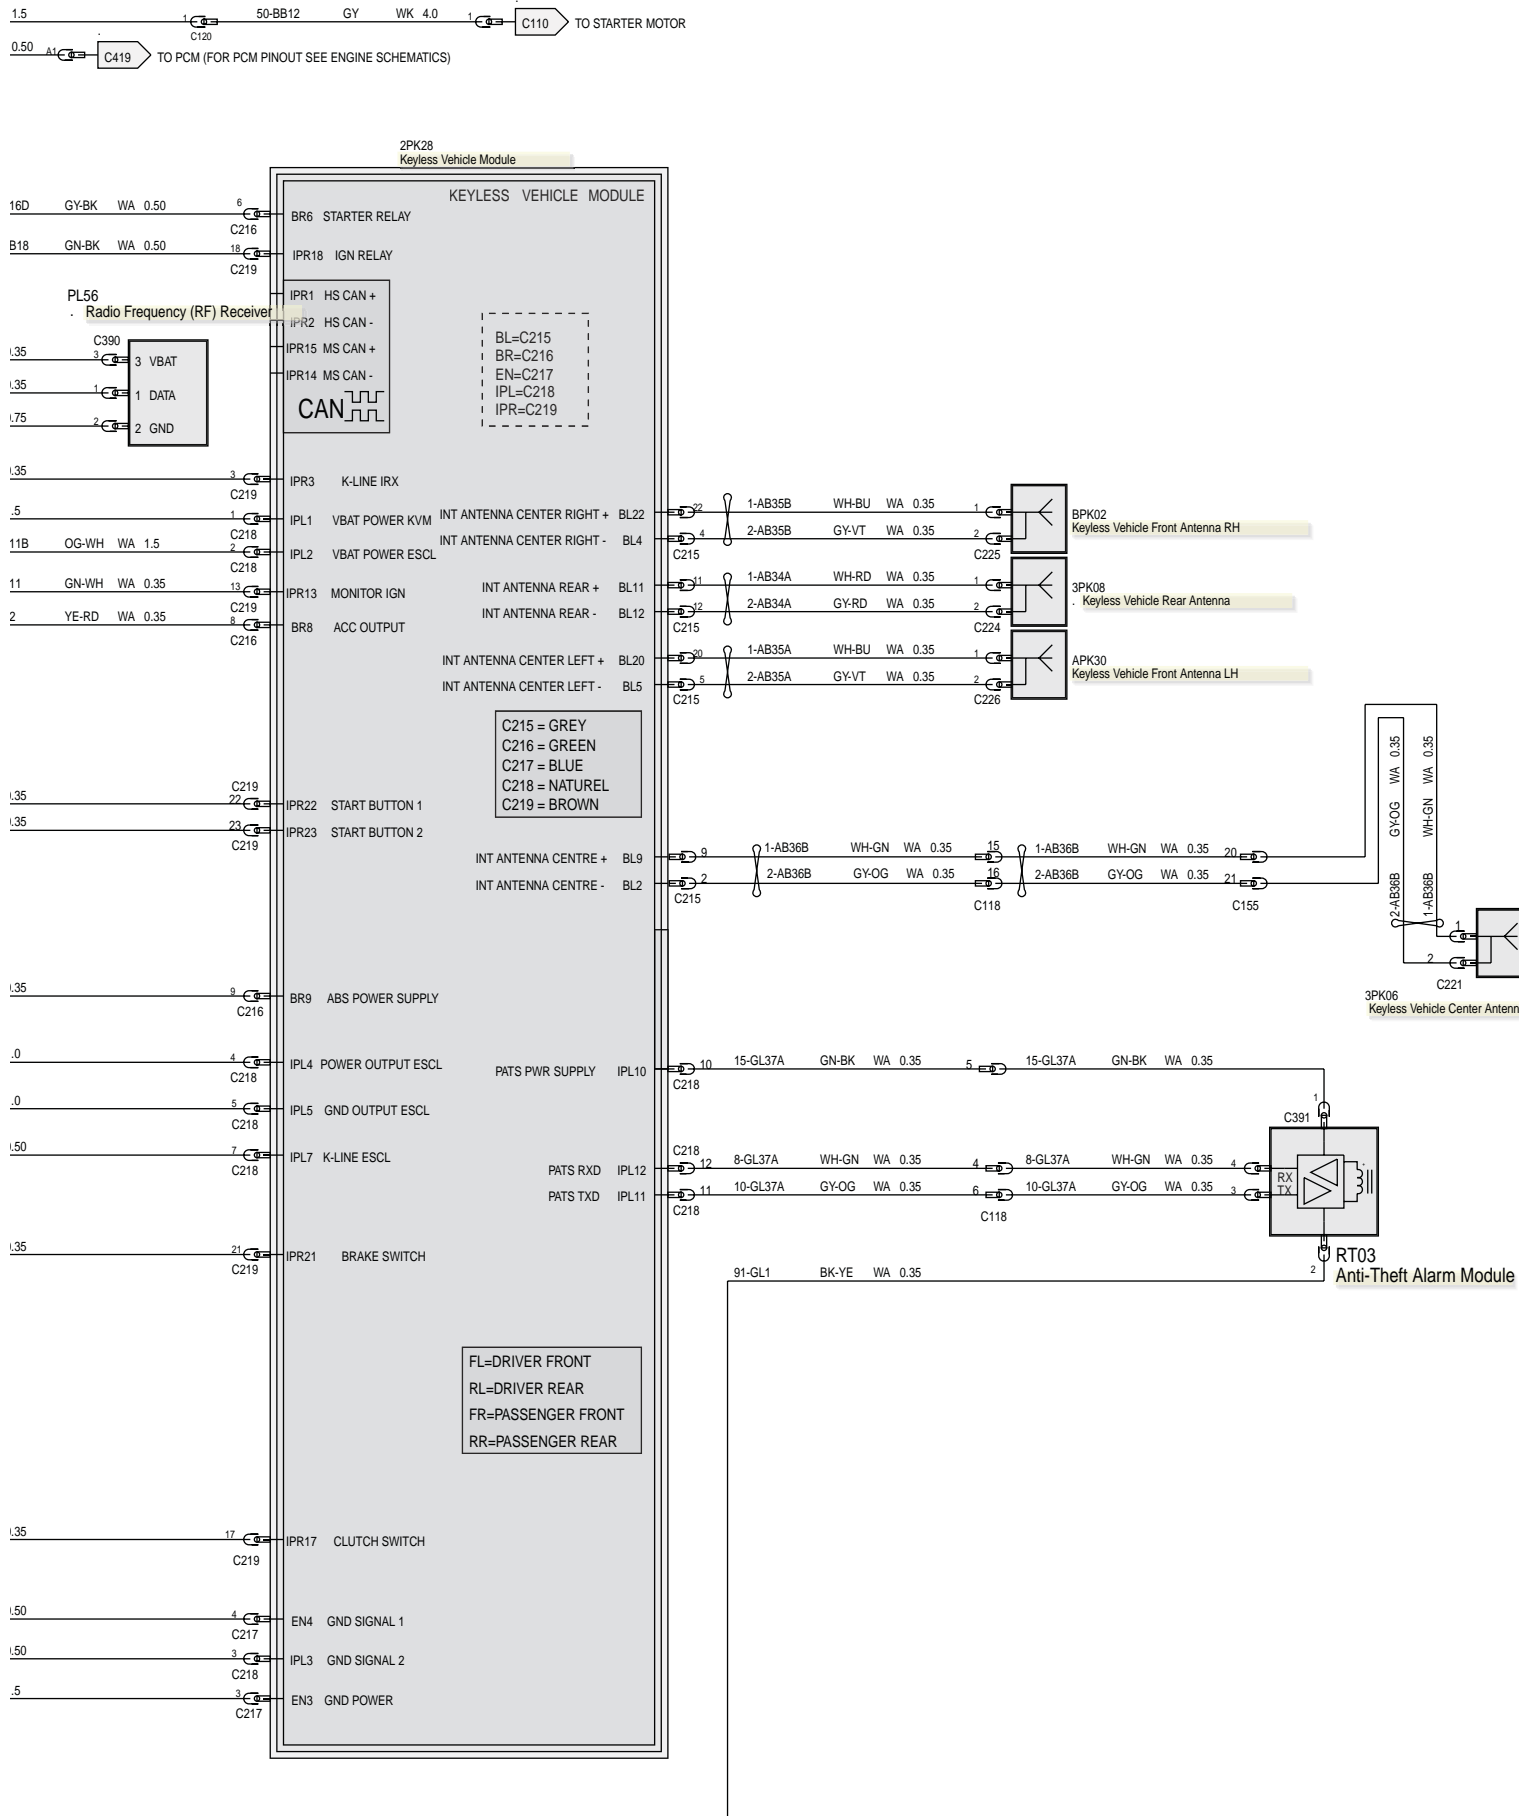 1.5 1 C120 50-BB12 GY WK 4.0 1 C110 TO STARTER MOTOR
0.50 A1 C419 TO PCM (FOR PCM PINOUT SEE ENGINE SCHEMATICS)
2PK28
Keyless Vehicle Module
KEYLESS VEHICLE MODULE
16D GY-BK WA 0.50 6 C216 BR6 STARTER RELAY
B18 GN-BK WA 0.50 18 C219 IPR18 IGN RELAY
PL56
. Radio Frequency (RF) Receiver
C390
.35 3 3 VBAT
.35 1 1 DATA
.75 2 2 GND
IPR1 HS CAN +
IPR2 HS CAN -
IPR15 MS CAN +
IPR14 MS CAN -
CAN
BL=C215
BR=C216
EN=C217
IPL=C218
IPR=C219
.35 3 C219 IPR3 K-LINE IRX
.5 1 C218 IPL1 VBAT POWER KVM
11B OG-WH WA 1.5 2 C218 IPL2 VBAT POWER ESCL
11 GN-WH WA 0.35 13 C219 IPR13 MONITOR IGN
2 YE-RD WA 0.35 8 C216 BR8 ACC OUTPUT
INT ANTENNA CENTER RIGHT + BL22 22 1-AB35B WH-BU WA 0.35 1
INT ANTENNA CENTER RIGHT - BL4 4 C215 2-AB35B GY-VT WA 0.35 2 C225
BPK02
Keyless Vehicle Front Antenna RH
INT ANTENNA REAR + BL11 11 1-AB34A WH-RD WA 0.35 1
INT ANTENNA REAR - BL12 12 C215 2-AB34A GY-RD WA 0.35 2 C224
3PK08
. Keyless Vehicle Rear Antenna
INT ANTENNA CENTER LEFT + BL20 20 1-AB35A WH-BU WA 0.35 1
INT ANTENNA CENTER LEFT - BL5 5 C215 2-AB35A GY-VT WA 0.35 2 C226
APK30
Keyless Vehicle Front Antenna LH
C215 = GREY
C216 = GREEN
C217 = BLUE
C218 = NATUREL
C219 = BROWN
.35 C219 22 IPR22 START BUTTON 1
.35 23 C219 IPR23 START BUTTON 2
INT ANTENNA CENTRE + BL9 9 1-AB36B WH-GN WA 0.35 15 1-AB36B WH-GN WA 0.35 20
INT ANTENNA CENTRE - BL2 2 C215 2-AB36B GY-OG WA 0.35 16 C118 2-AB36B GY-OG WA 0.35 21 C155
2-AB36B GY-OG WA 0.35
1-AB36B WH-GN WA 0.35
1
2
C221
3PK06
Keyless Vehicle Center Antenn
.35 9 C216 BR9 ABS POWER SUPPLY
.0 4 C218 IPL4 POWER OUTPUT ESCL
.0 5 C218 IPL5 GND OUTPUT ESCL
.50 7 C218 IPL7 K-LINE ESCL
PATS PWR SUPPLY IPL10 10 C218 15-GL37A GN-BK WA 0.35 5 15-GL37A GN-BK WA 0.35
1
C391
PATS RXD IPL12 C218 12 8-GL37A WH-GN WA 0.35 4 8-GL37A WH-GN WA 0.35 4 RX
PATS TXD IPL11 11 C218 10-GL37A GY-OG WA 0.35 6 C118 10-GL37A GY-OG WA 0.35 3 TX
.35 21 C219 IPR21 BRAKE SWITCH
91-GL1 BK-YE WA 0.35 2
RT03
Anti-Theft Alarm Module
FL=DRIVER FRONT
RL=DRIVER REAR
FR=PASSENGER FRONT
RR=PASSENGER REAR
.35 17 C219 IPR17 CLUTCH SWITCH
.50 4 C217 EN4 GND SIGNAL 1
.50 3 C218 IPL3 GND SIGNAL 2
.5 3 C217 EN3 GND POWER